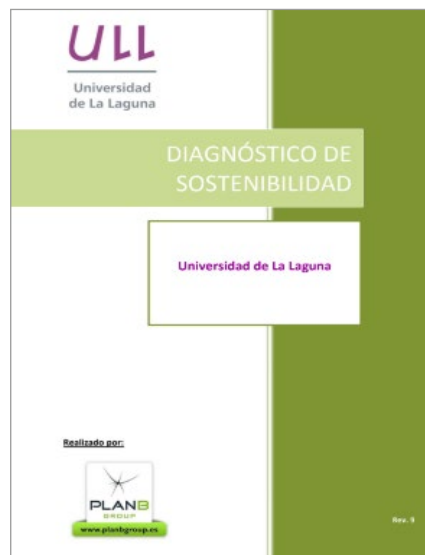 ULL
Universidad
de La Laguna
DIAGNÓSTICO DE
SOSTENIBILIDAD
Universidad de La Laguna
Realizado por:
PLANB
GROUP
www.planbgroup.es
Rev. 9